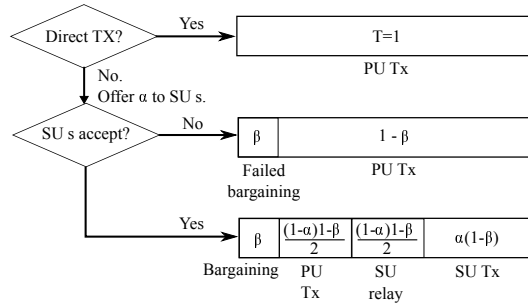 Direct TX?
Yes
T=1
PU Tx
No.
Offer α to SU s.
SU s accept?
No
β
1 - β
Failed
bargaining
PU Tx
Yes
β
(1-α)1-β
2
(1-α)1-β
2
α(1-β)
Bargaining
PU
Tx
SU
relay
SU Tx